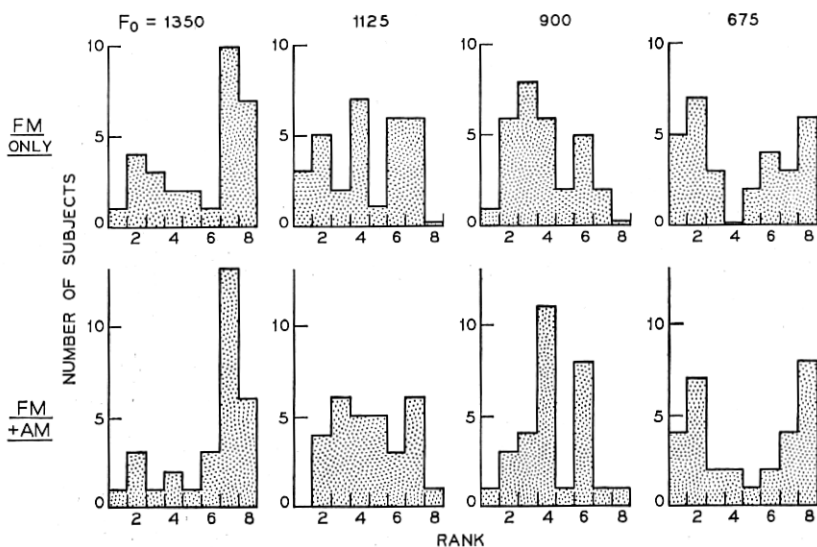 F₀ = 1350 1125 900 675
FM
ONLY
10 10 10 10
5 5 5 5
0 0 0 0
2 4 6 8 2 4 6 8 2 4 6 8 2 4 6 8
NUMBER OF SUBJECTS
FM
+AM
10 10 10 10
5 5 5 5
0 0 0 0
2 4 6 8 2 4 6 8 2 4 6 8 2 4 6 8
RANK